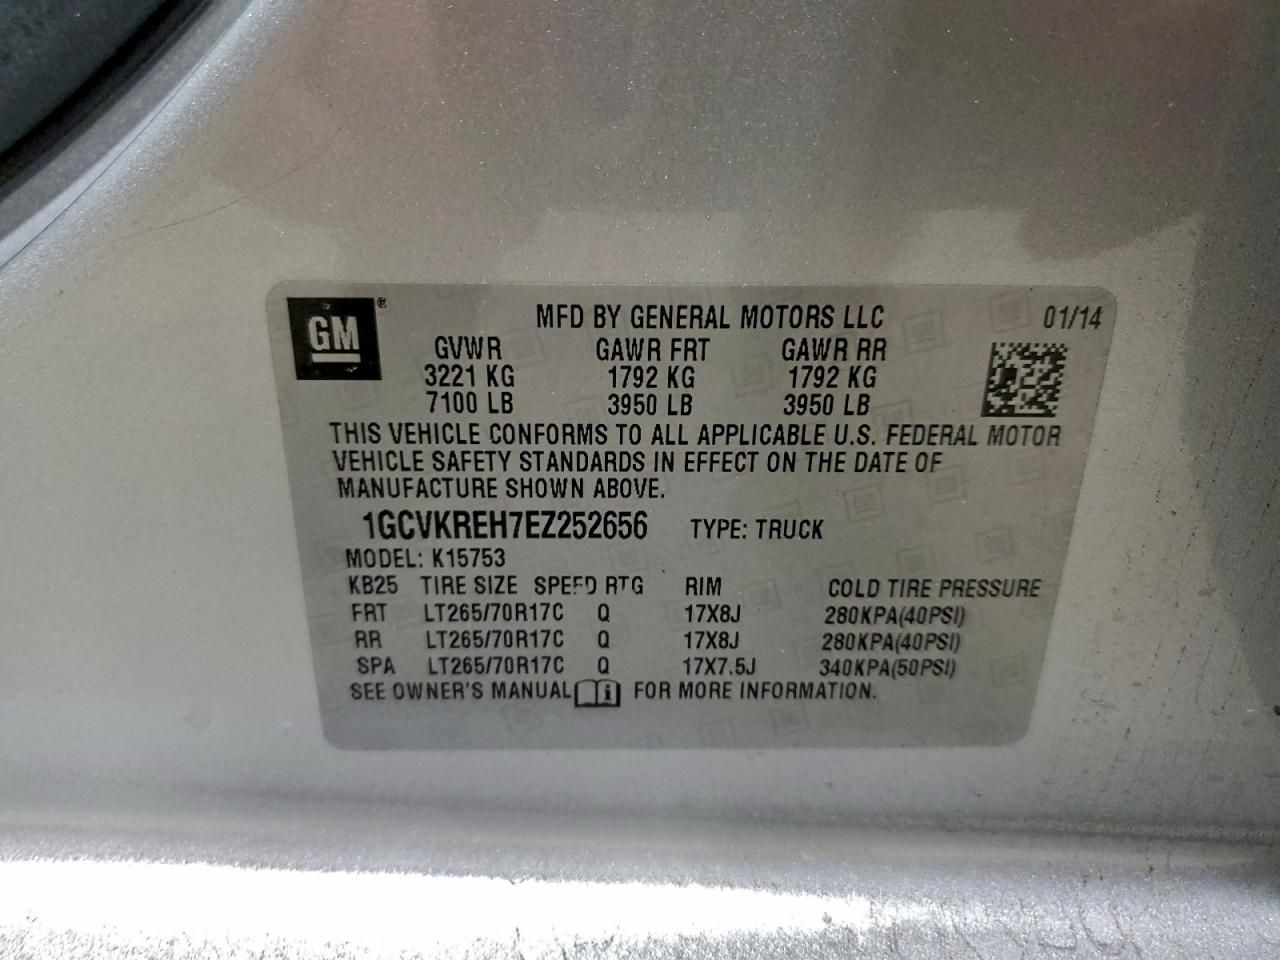 GM ® MFD BY GENERAL MOTORS LLC 01/14
GVWR GAWR FRT GAWR RR
3221 KG 1792 KG 1792 KG
7100 LB 3950 LB 3950 LB
THIS VEHICLE CONFORMS TO ALL APPLICABLE U.S. FEDERAL MOTOR
VEHICLE SAFETY STANDARDS IN EFFECT ON THE DATE OF
MANUFACTURE SHOWN ABOVE.
1GCVKREH7EZ252656 TYPE: TRUCK
MODEL: K15753
KB25 TIRE SIZE SPEED RTG RIM COLD TIRE PRESSURE
FRT LT265/70R17C Q 17X8J 280KPA(40PSI)
RR LT265/70R17C Q 17X8J 280KPA(40PSI)
SPA LT265/70R17C Q 17X7.5J 340KPA(50PSI)
SEE OWNER'S MANUAL i FOR MORE INFORMATION.